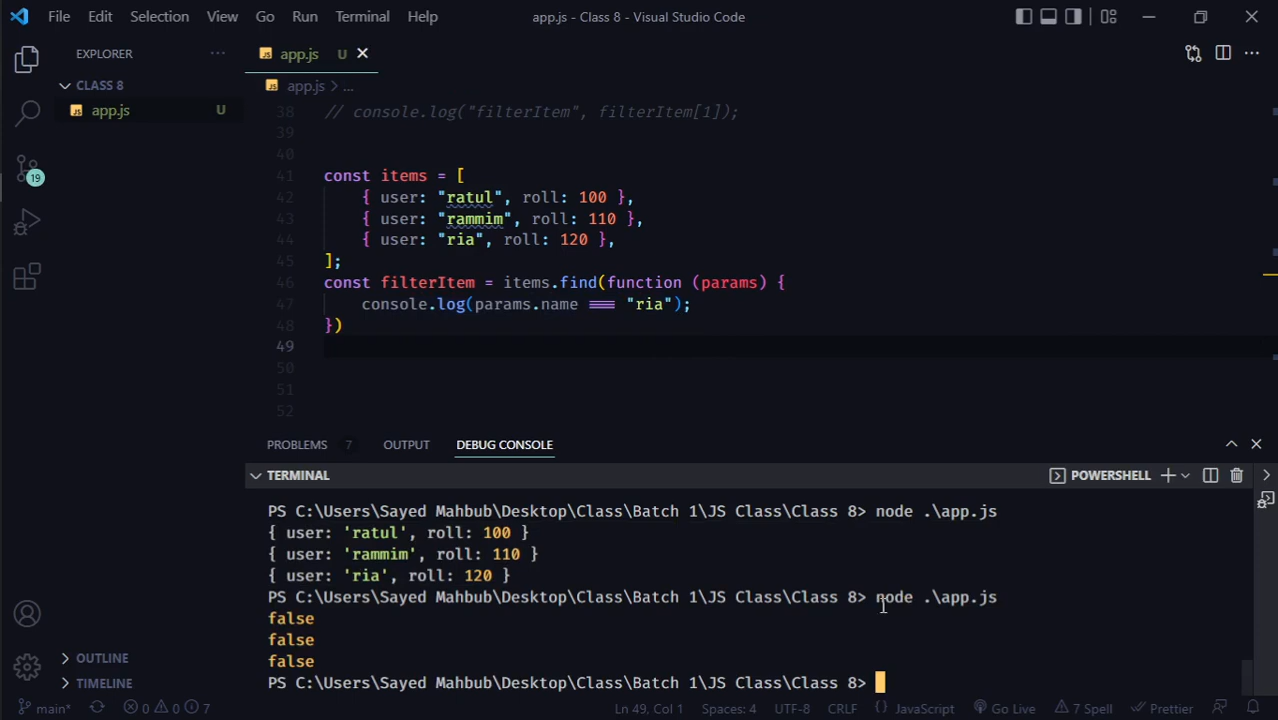 File Edit Selection View Go Run Terminal Help app.js - Class 8 - Visual Studio Code
EXPLORER ··· JS app.js U
CLASS 8
JS app.js U
JS app.js > ...
38 // console.log("filterItem", filterItem[1]);
39
40
41 const items = [
42 { user: "ratul", roll: 100 },
43 { user: "rammim", roll: 110 },
44 { user: "ria", roll: 120 },
45 ];
46 const filterItem = items.find(function (params) {
47 console.log(params.name === "ria");
48 })
49
50
51
52
19
PROBLEMS 7 OUTPUT DEBUG CONSOLE
TERMINAL POWERSHELL
PS C:\Users\Sayed Mahbub\Desktop\Class\Batch 1\JS Class\Class 8> node .\app.js
{ user: 'ratul', roll: 100 }
{ user: 'rammim', roll: 110 }
{ user: 'ria', roll: 120 }
PS C:\Users\Sayed Mahbub\Desktop\Class\Batch 1\JS Class\Class 8> node .\app.js
false
false
false
PS C:\Users\Sayed Mahbub\Desktop\Class\Batch 1\JS Class\Class 8>
OUTLINE
TIMELINE
main* 0 0 7 Ln 49, Col 1 Spaces: 4 UTF-8 CRLF {} JavaScript Go Live 7 Spell Prettier